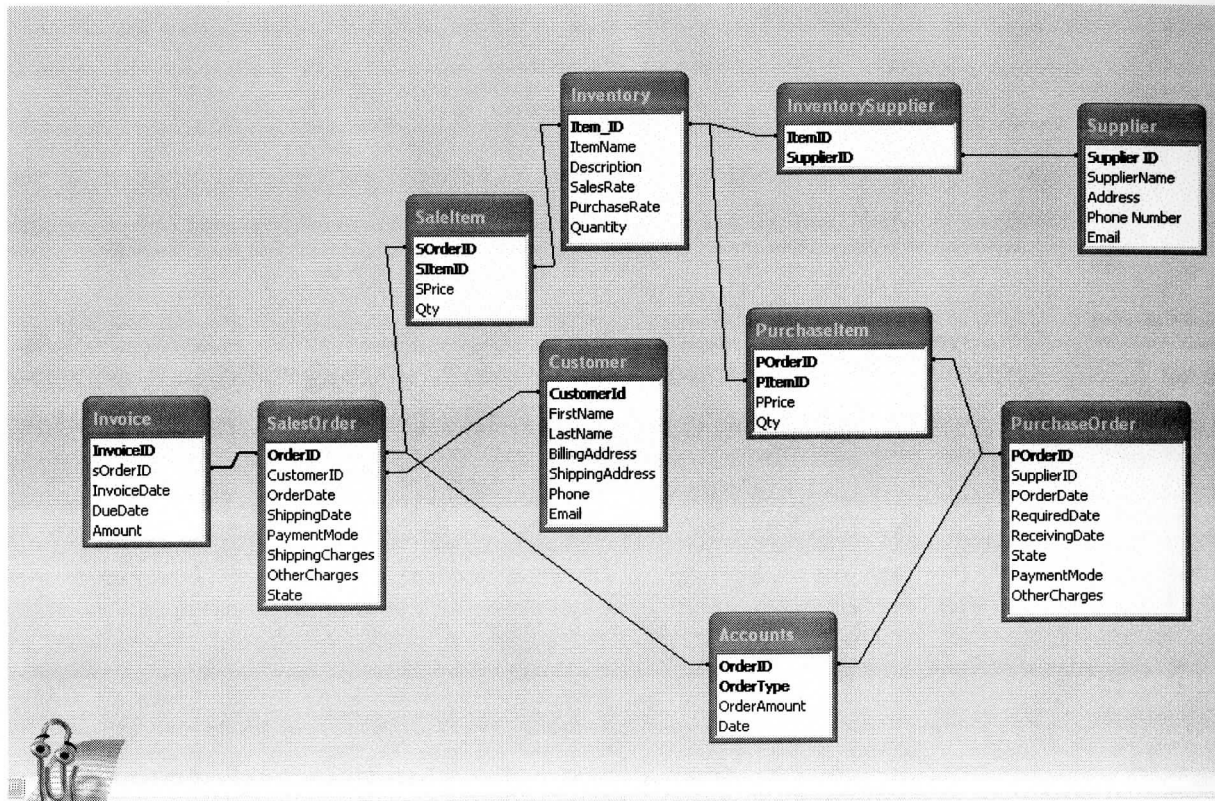 Inventory
Item_ID
ItemName
Description
SalesRate
PurchaseRate
Quantity
InventorySupplier
ItemID
SupplierID
Supplier
Supplier ID
SupplierName
Address
Phone Number
Email
SaleItem
SOrderID
SItemID
SPrice
Qty
PurchaseItem
POrderID
PItemID
PPrice
Qty
Customer
CustomerId
FirstName
LastName
BillingAddress
ShippingAddress
Phone
Email
Invoice
InvoiceID
sOrderID
InvoiceDate
DueDate
Amount
SalesOrder
OrderID
CustomerID
OrderDate
ShippingDate
PaymentMode
ShippingCharges
OtherCharges
State
PurchaseOrder
POrderID
SupplierID
POrderDate
RequiredDate
ReceivingDate
State
PaymentMode
OtherCharges
Accounts
OrderID
OrderType
OrderAmount
Date